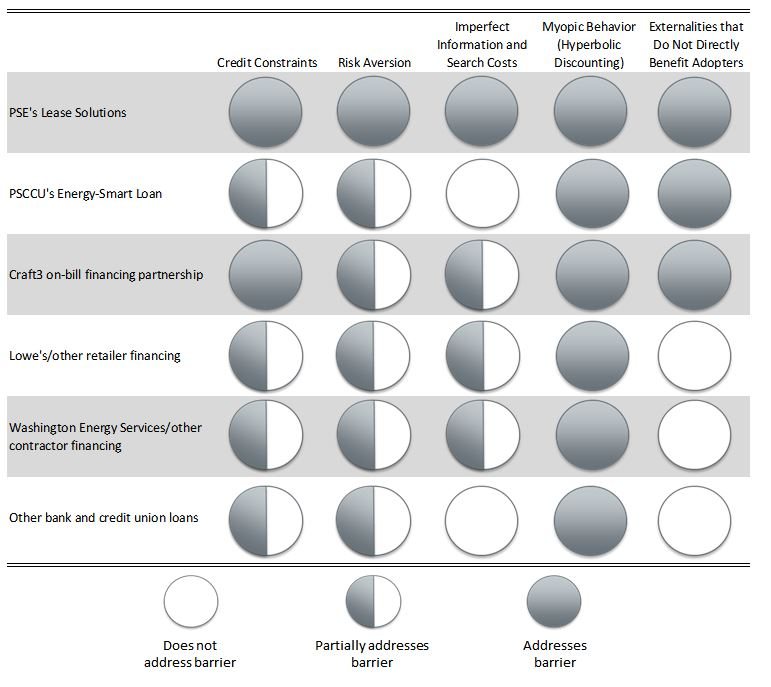 Credit Constraints
Risk Aversion
Imperfect
Information and
Search Costs
Myopic Behavior
(Hyperbolic
Discounting)
Externalities that
Do Not Directly
Benefit Adopters
PSE's Lease Solutions
PSCCU's Energy-Smart Loan
Craft3 on-bill financing partnership
Lowe's/other retailer financing
Washington Energy Services/other
contractor financing
Other bank and credit union loans
Does not
address barrier
Partially addresses
barrier
Addresses
barrier